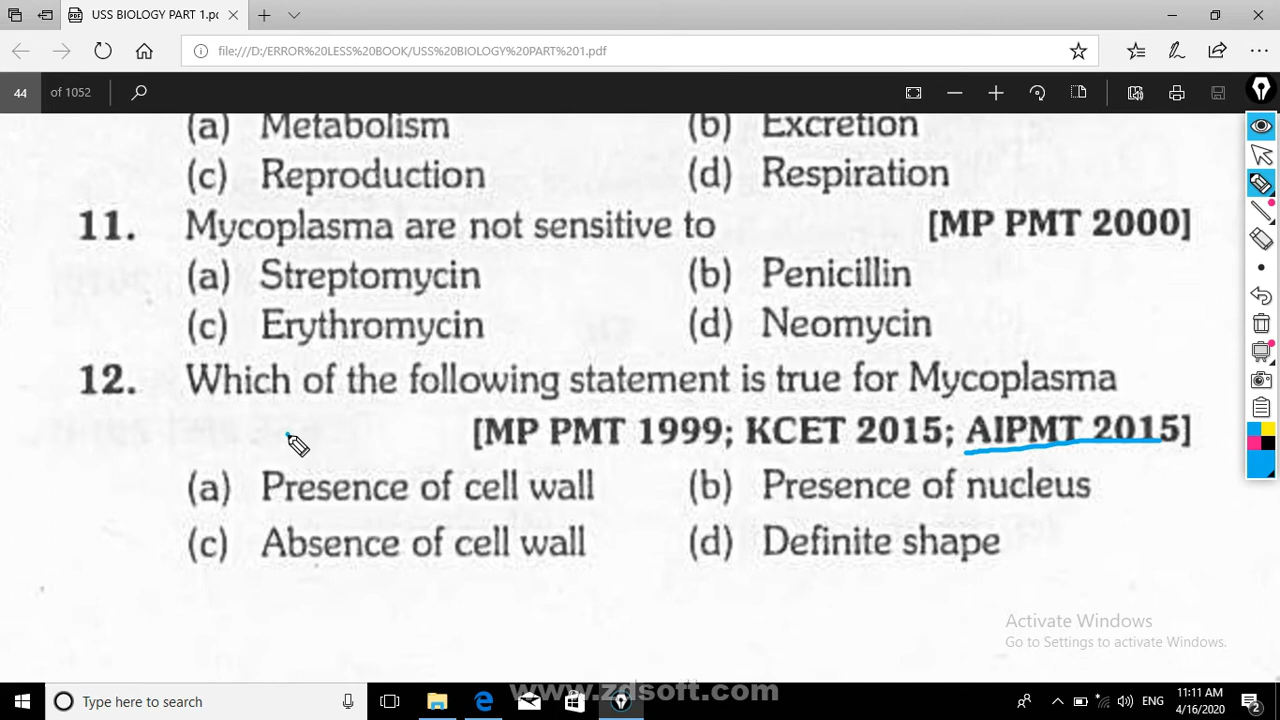 USS BIOLOGY PART 1.pc
file:///D:/ERROR%20LESS%20BOOK/USS%20BIOLOGY%20PART%201.pdf
44 of 1052
(a) Metabolism (b) Excretion
(c) Reproduction (d) Respiration
11. Mycoplasma are not sensitive to [MP PMT 2000]
(a) Streptomycin (b) Penicillin
(c) Erythromycin (d) Neomycin
12. Which of the following statement is true for Mycoplasma
[MP PMT 1999; KCET 2015; AIPMT 2015]
(a) Presence of cell wall (b) Presence of nucleus
(c) Absence of cell wall (d) Definite shape
Activate Windows
Go to Settings to activate Windows.
Type here to search
www.zdsoft.com
ENG
11:11 AM
4/16/2020
2